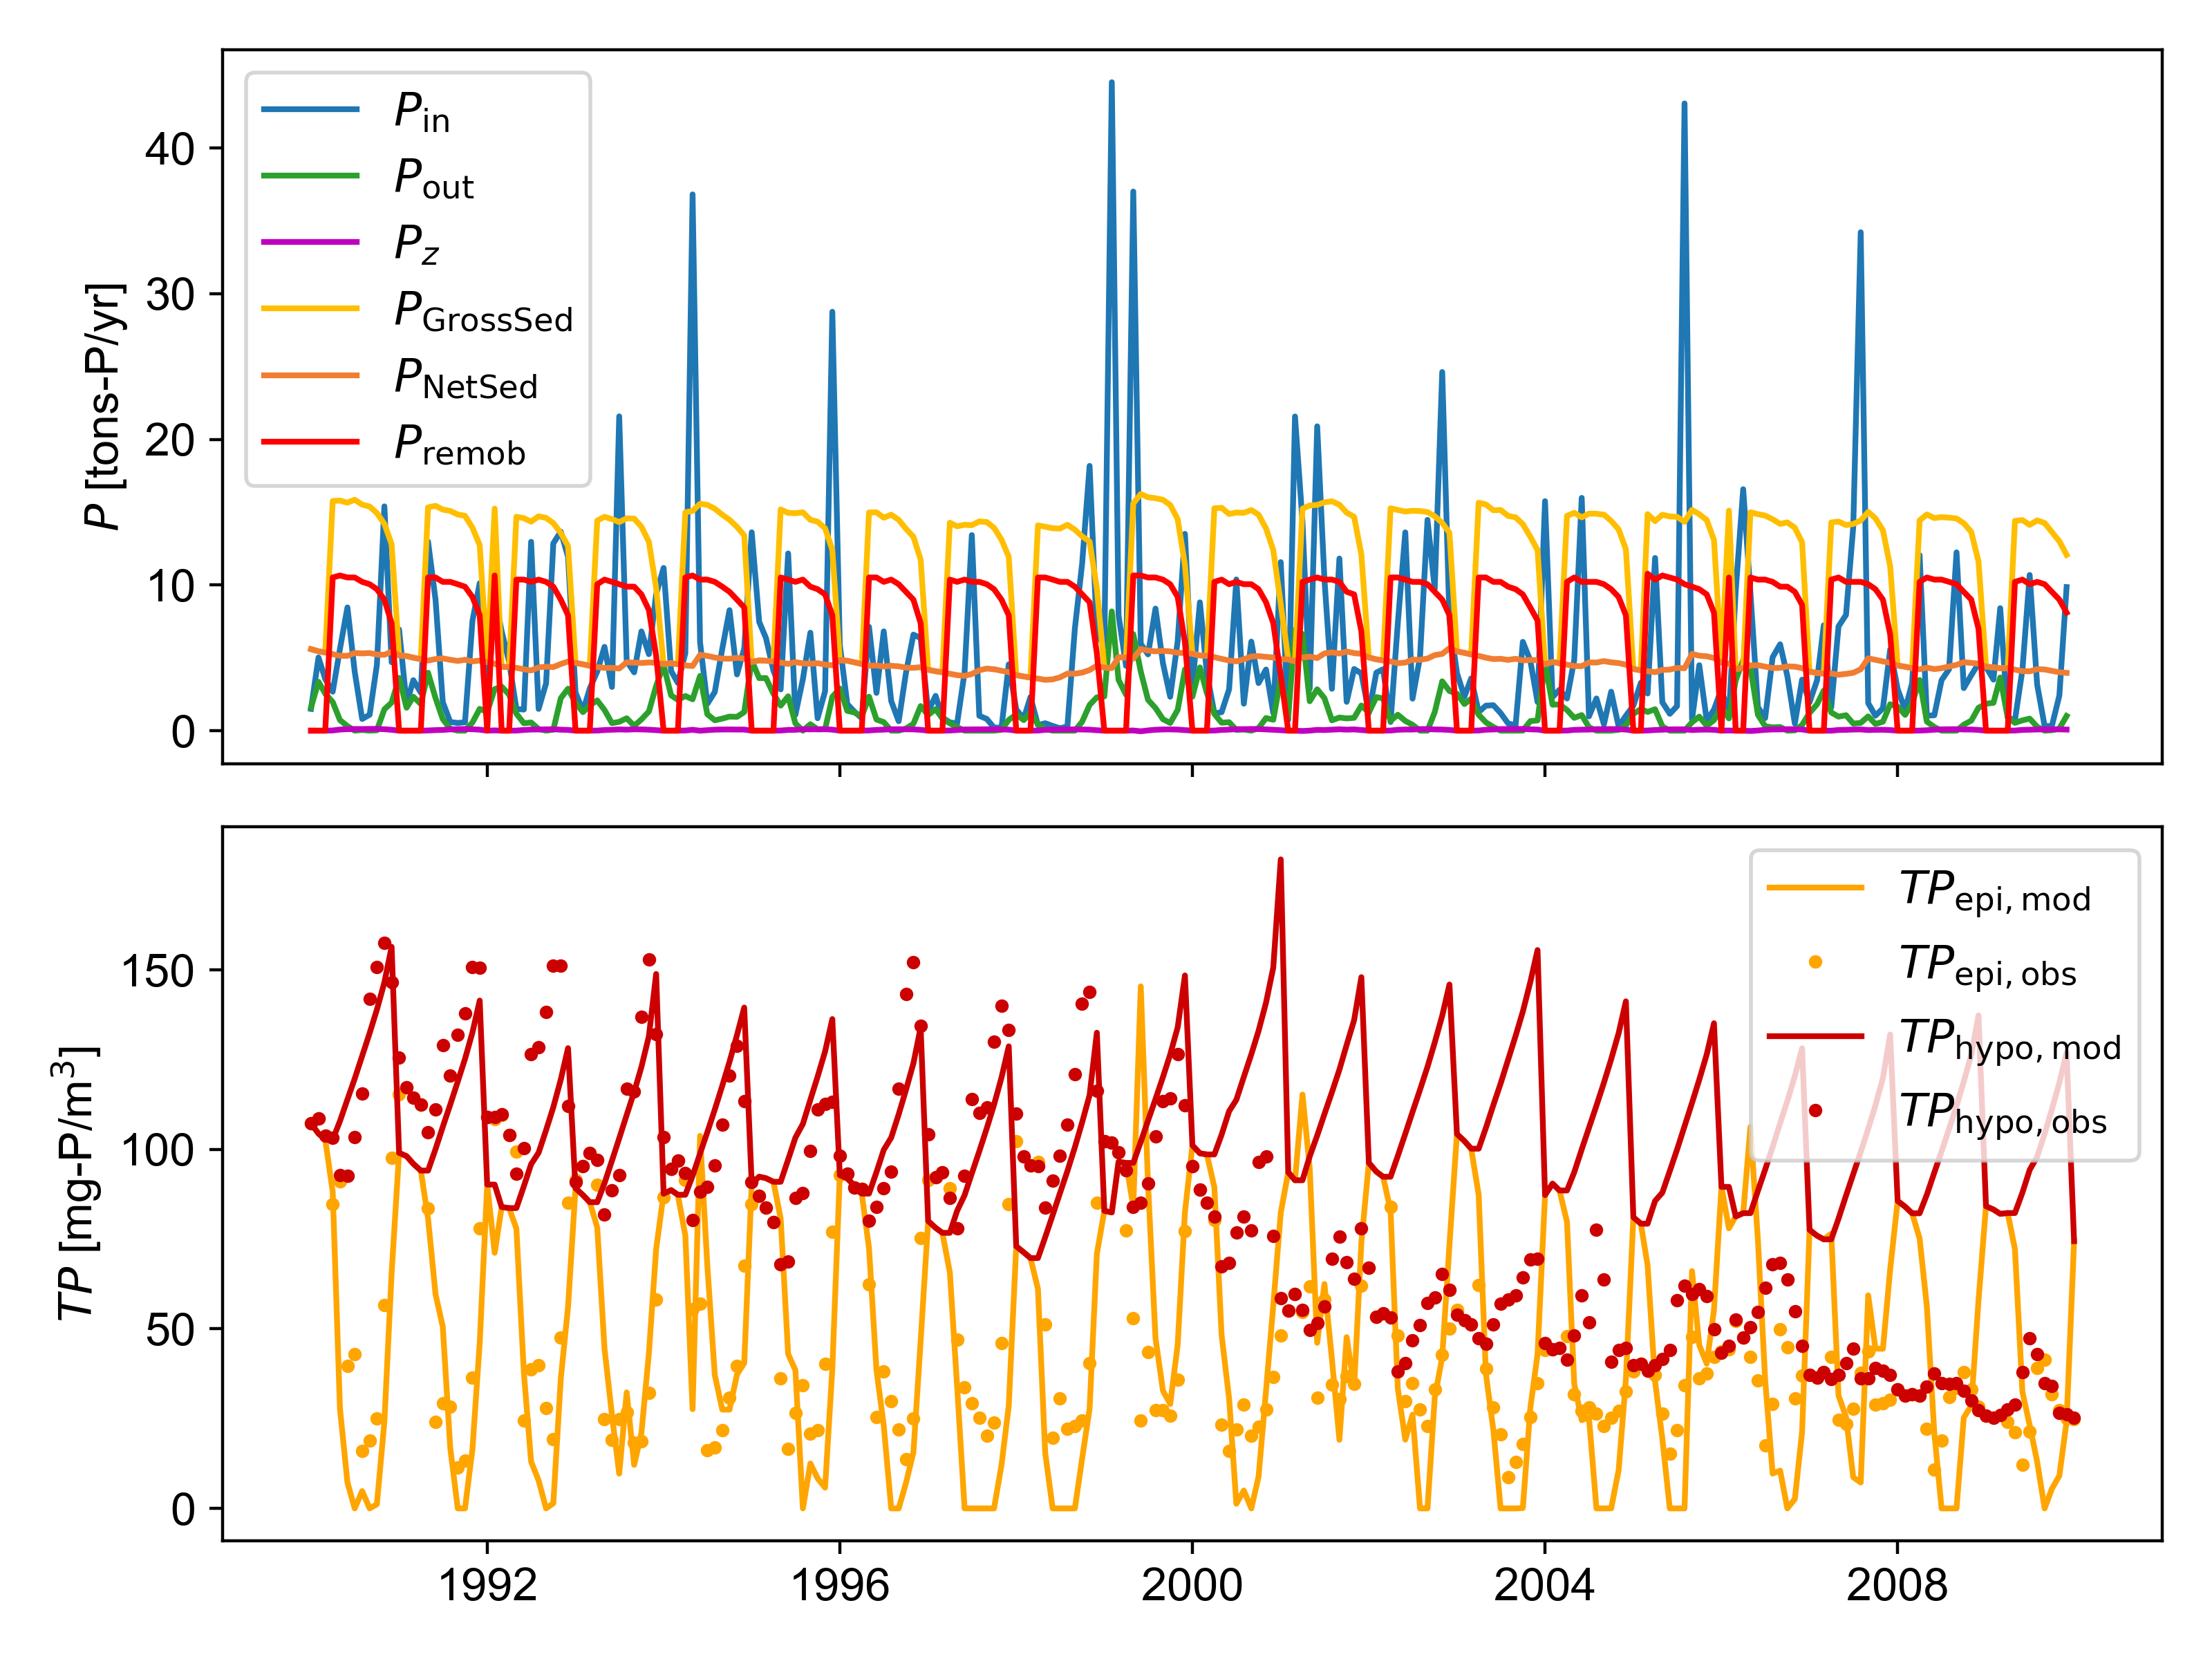 P [tons-P/yr]
40
30
20
10
0
P_in
P_out
P_z
P_GrossSed
P_NetSed
P_remob
TP [mg-P/m³]
150
100
50
0
TP_epi, mod
TP_epi, obs
TP_hypo, mod
TP_hypo, obs
1992 1996 2000 2004 2008